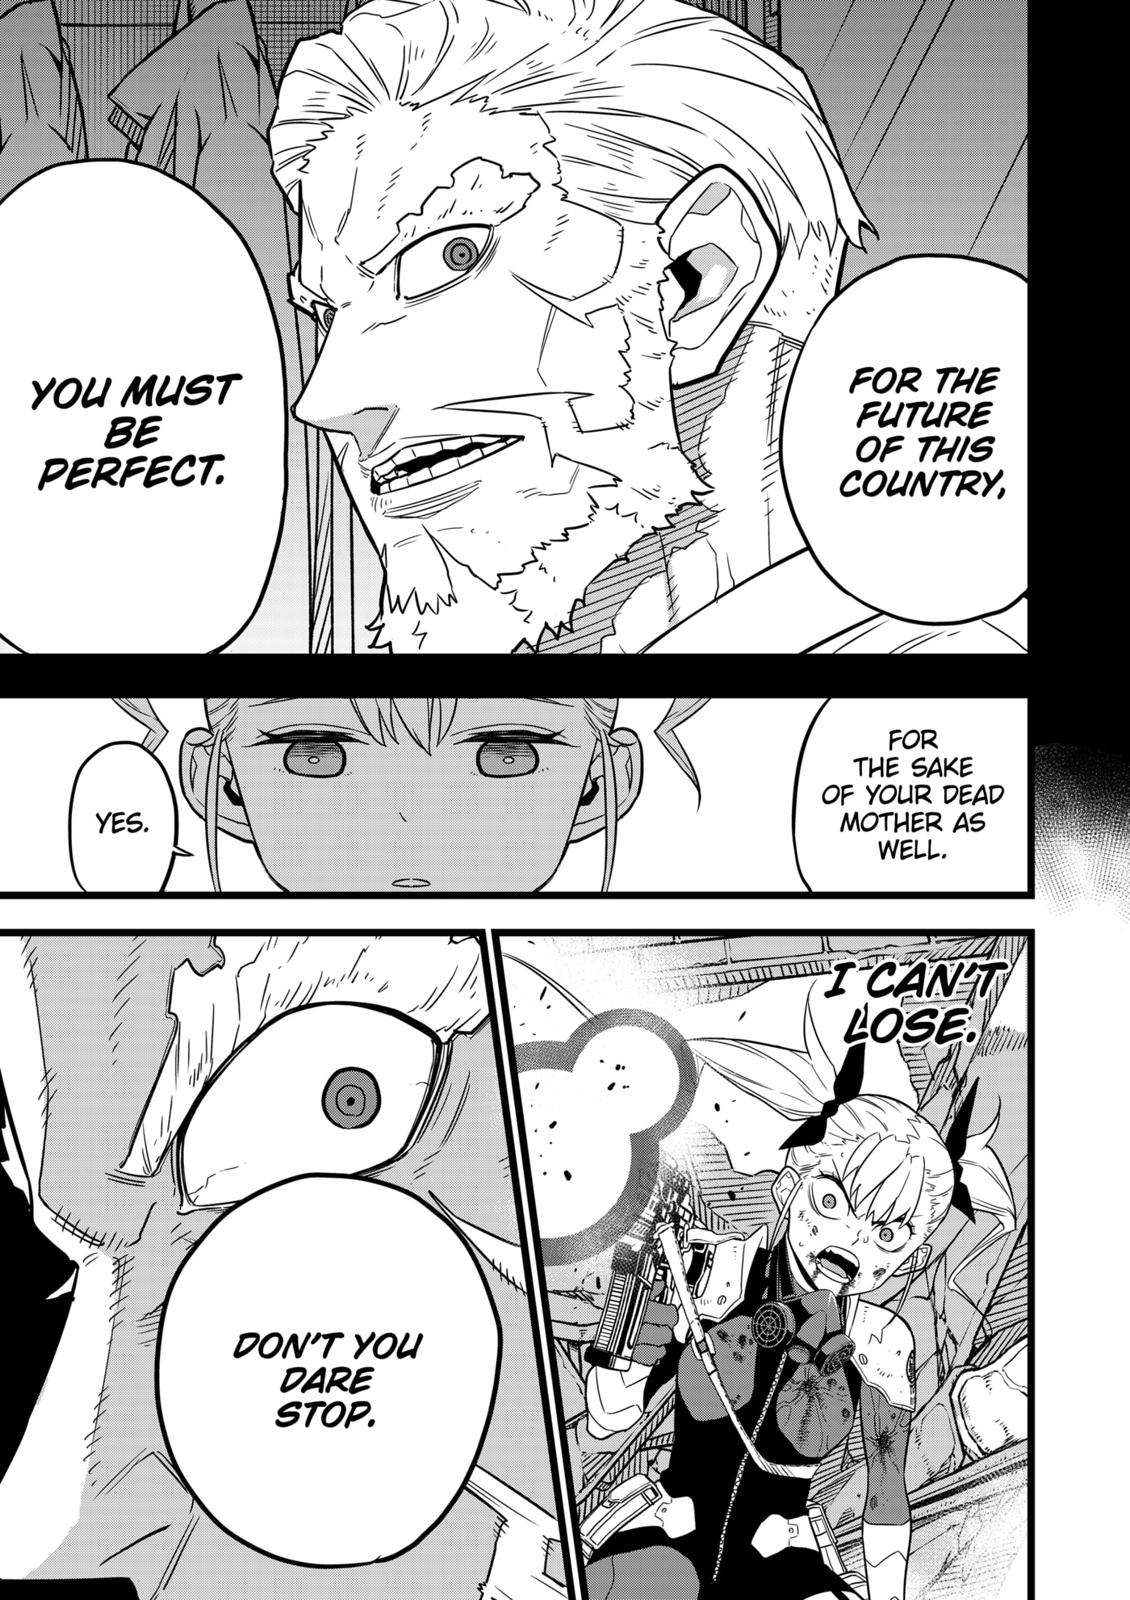 FOR THE
FUTURE
OF THIS
COUNTRY,
YOU MUST
BE
PERFECT.
FOR
THE SAKE
OF YOUR DEAD
MOTHER AS
WELL.
YES.
I CAN'T
LOSE.
DON'T YOU
DARE
STOP.